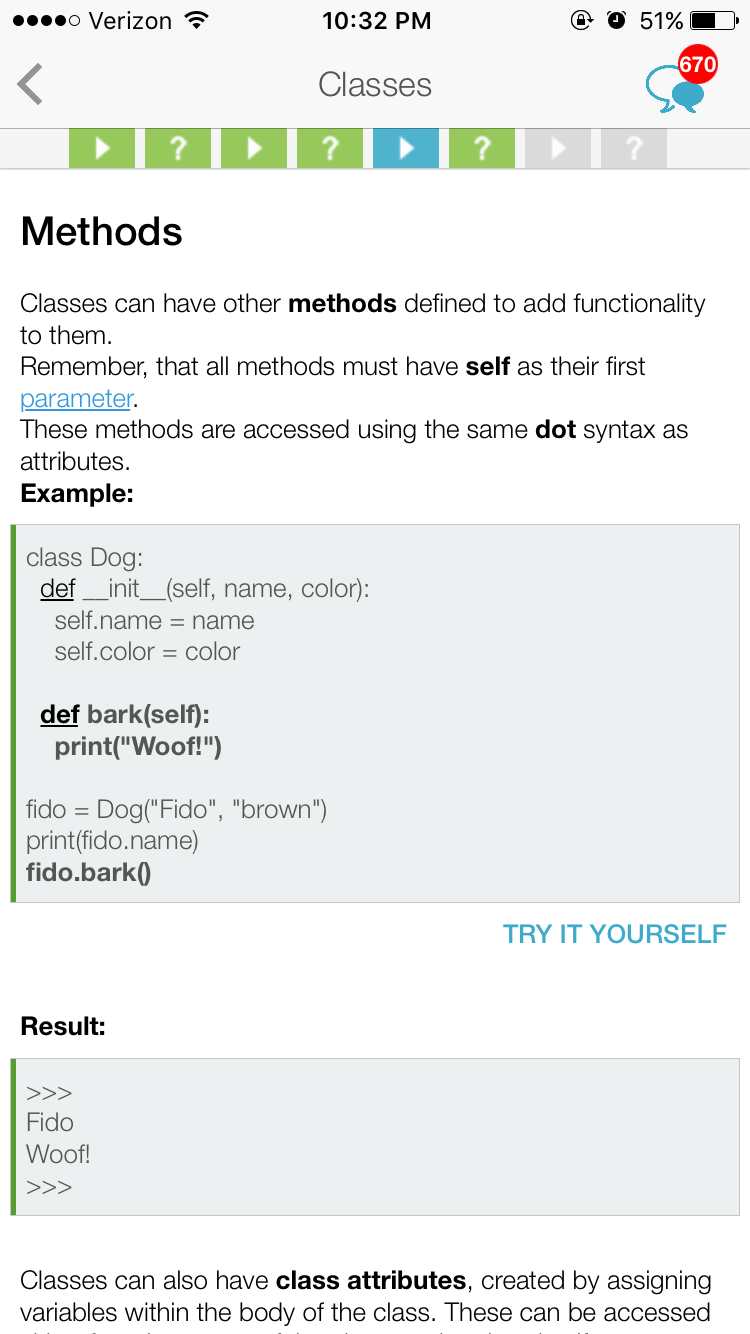 Verizon 10:32 PM 51%
Classes 670
? ? ? ?
Methods
Classes can have other methods defined to add functionality
to them.
Remember, that all methods must have self as their first
parameter.
These methods are accessed using the same dot syntax as
attributes.
Example:
class Dog:
def __init__(self, name, color):
self.name = name
self.color = color
def bark(self):
print("Woof!")
fido = Dog("Fido", "brown")
print(fido.name)
fido.bark()
TRY IT YOURSELF
Result:
>>>
Fido
Woof!
>>>
Classes can also have class attributes, created by assigning
variables within the body of the class. These can be accessed